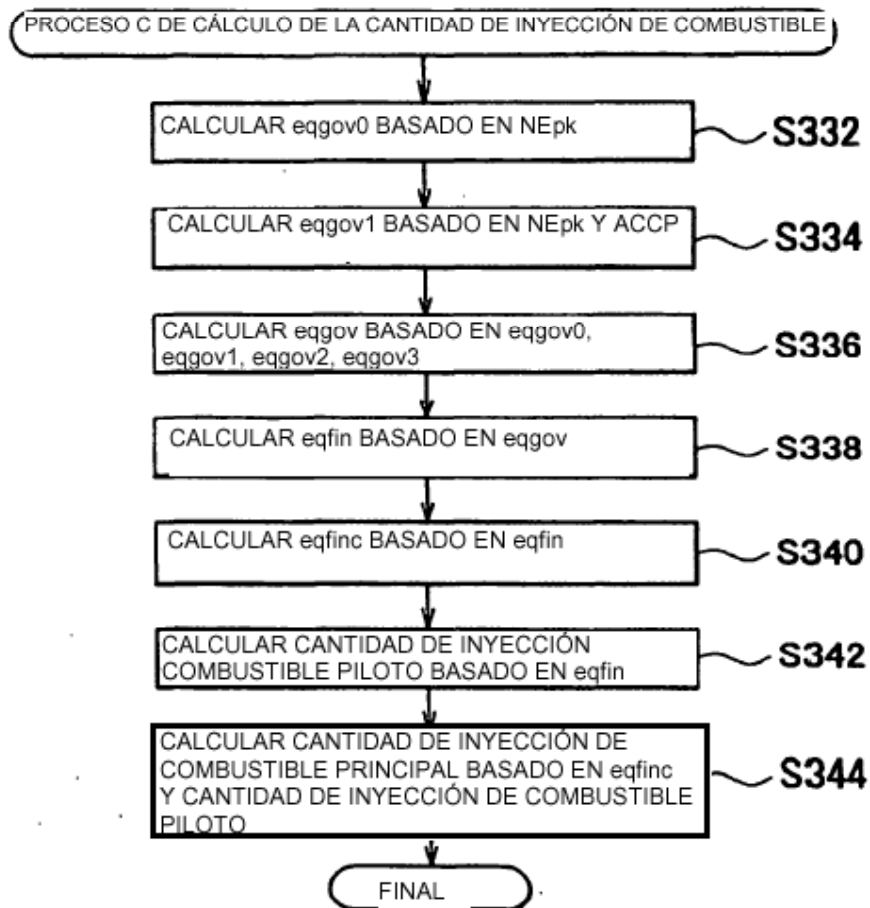 PROCESO C DE CÁLCULO DE LA CANTIDAD DE INYECCIÓN DE COMBUSTIBLE
CALCULAR eqgov0 BASADO EN NEpk
S332
CALCULAR eqgov1 BASADO EN NEpk Y ACCP
S334
CALCULAR eqgov BASADO EN eqgov0,
eqgov1, eqgov2, eqgov3
S336
CALCULAR eqfin BASADO EN eqgov
S338
CALCULAR eqfinc BASADO EN eqfin
S340
CALCULAR CANTIDAD DE INYECCIÓN
COMBUSTIBLE PILOTO BASADO EN eqfin
S342
CALCULAR CANTIDAD DE INYECCIÓN DE
COMBUSTIBLE PRINCIPAL BASADO EN eqfinc
Y CANTIDAD DE INYECCIÓN DE COMBUSTIBLE
PILOTO
S344
FINAL